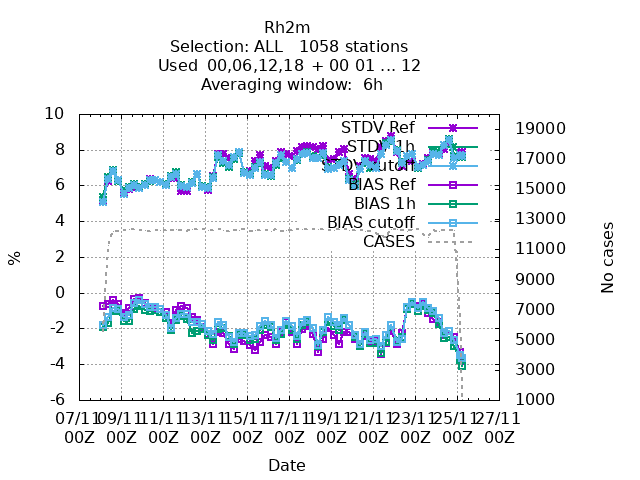 Rh2m
Selection: ALL 1058 stations
Used 00,06,12,18 + 00 01 ... 12
Averaging window: 6h
10
8
6
4
2
0
-2
-4
-6
%
STDV Ref
STDV 1h
STDV cutoff
BIAS Ref
BIAS 1h
BIAS cutoff
CASES
19000
17000
15000
13000
11000
9000
7000
5000
3000
1000
No cases
07/11 09/11 11/11 13/11 15/11 17/11 19/11 21/11 23/11 25/11 27/11
00Z 00Z 00Z 00Z 00Z 00Z 00Z 00Z 00Z 00Z 00Z
Date